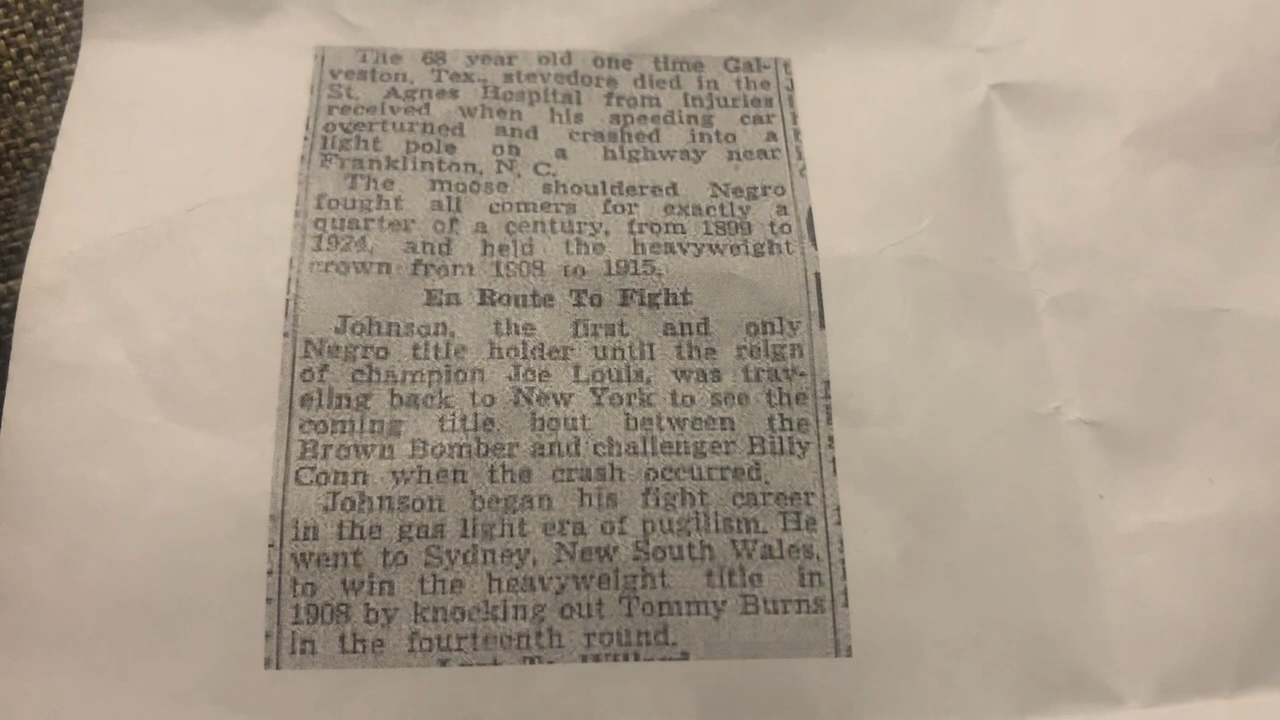 The 68 year old one time Gal-
veston, Tex., stevedore died in the
St. Agnes Hospital from injuries
received when his speeding car
overturned and crashed into a
light pole on a highway near
Franklinton, N. C.
The moose shouldered Negro
fought all comers for exactly a
quarter of a century, from 1899 to
1924, and held the heavyweight
crown from 1908 to 1915.
En Route To Fight
Johnson, the first and only
Negro title holder until the reign
of champion Joe Louis, was trav-
eling back to New York to see the
coming title bout between the
Brown Bomber and challenger Billy
Conn when the crash occurred.
Johnson began his fight career
in the gas light era of pugilism. He
went to Sydney, New South Wales,
to win the heavyweight title in
1908 by knocking out Tommy Burns
in the fourteenth round.